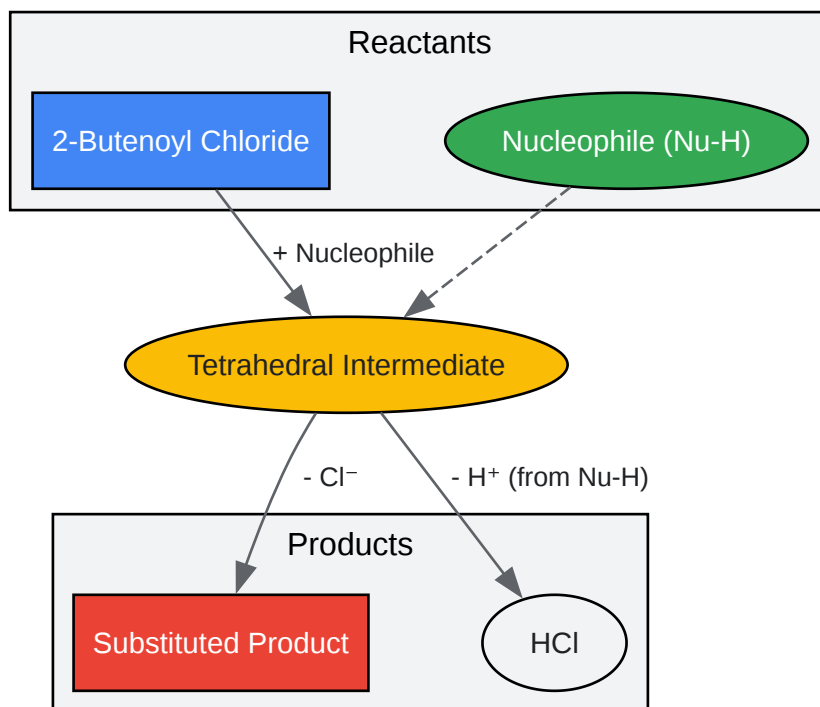 Reactants
2-Butenoyl Chloride
Nucleophile (Nu-H)
+ Nucleophile
Tetrahedral Intermediate
- Cl⁻
- H⁺ (from Nu-H)
Products
Substituted Product
HCl